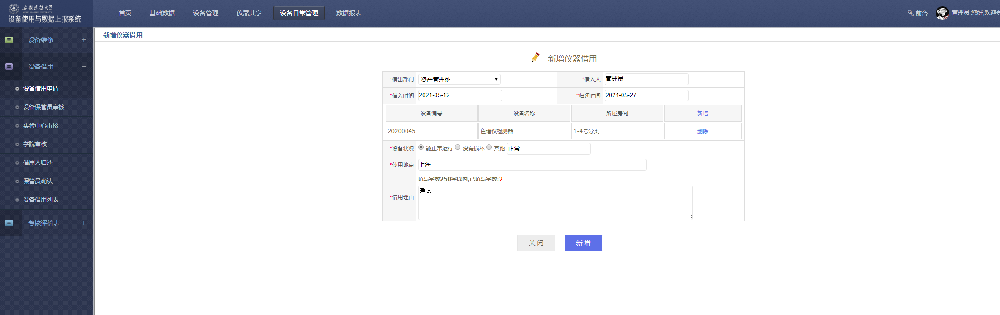 安徽建筑大学
设备使用与数据上报系统
首页 基础数据 设备管理 仪器共享 设备日常管理 数据报表
前台 管理员 您好,欢迎登
设备维修 +
设备借用 −
设备借用申请
设备保管员审核
实验中心审核
学院审核
借用人归还
保管员确认
设备借用列表
考核评价表 +
--新增仪器借用--
新增仪器借用
*借出部门 资产管理处 *借入人 管理员
*借入时间 2021-05-12 *归还时间 2021-05-27
设备编号 设备名称 所属房间 新增
20200045 色谱仪检测器 1-4号分类 删除
*设备状况 能正常运行 没有损坏 其他 正常
*使用地点 上海
填写字数250字以内,已填写字数:2
*借用理由 测试
关 闭 新 增